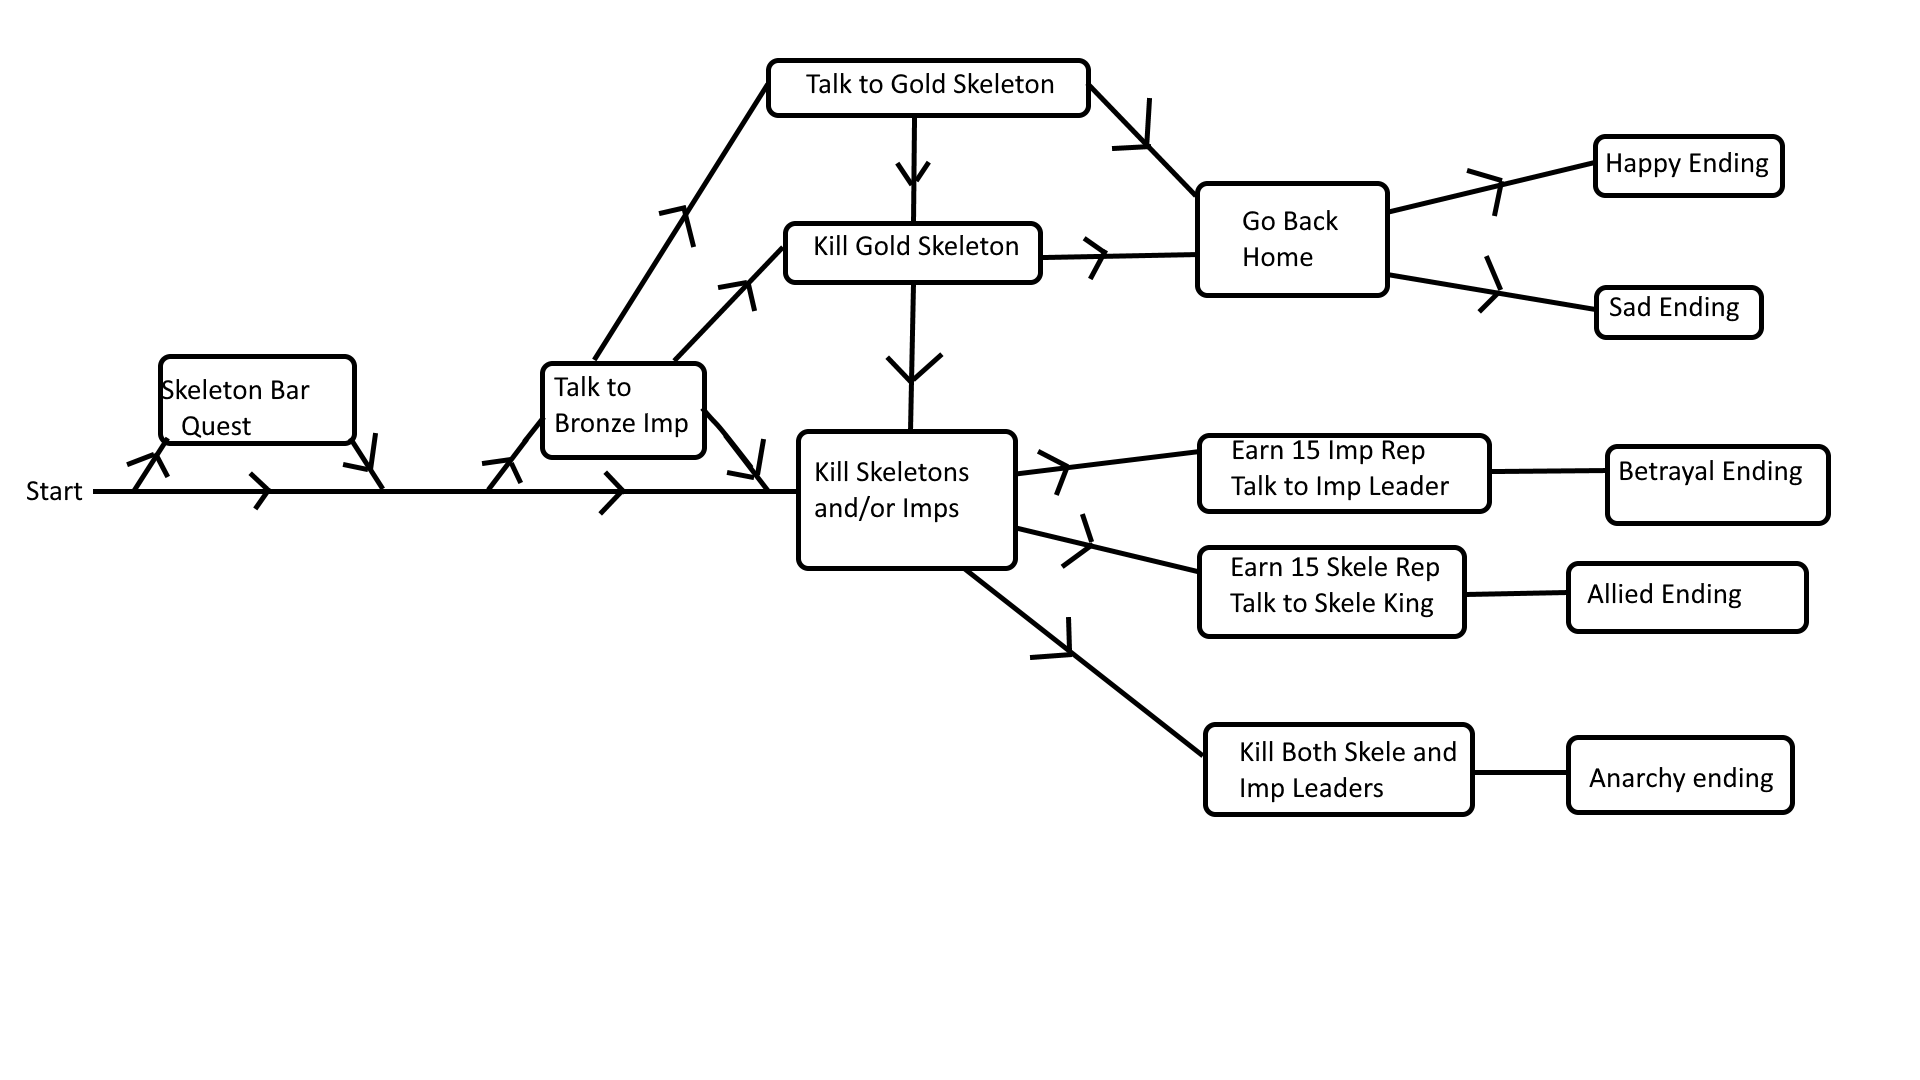 Talk to Gold Skeleton
Happy Ending
Go Back
Home
Kill Gold Skeleton
Sad Ending
Skeleton Bar
Quest
Talk to
Bronze Imp
Start
Kill Skeletons
and/or Imps
Earn 15 Imp Rep
Talk to Imp Leader
Betrayal Ending
Earn 15 Skele Rep
Talk to Skele King
Allied Ending
Kill Both Skele and
Imp Leaders
Anarchy ending